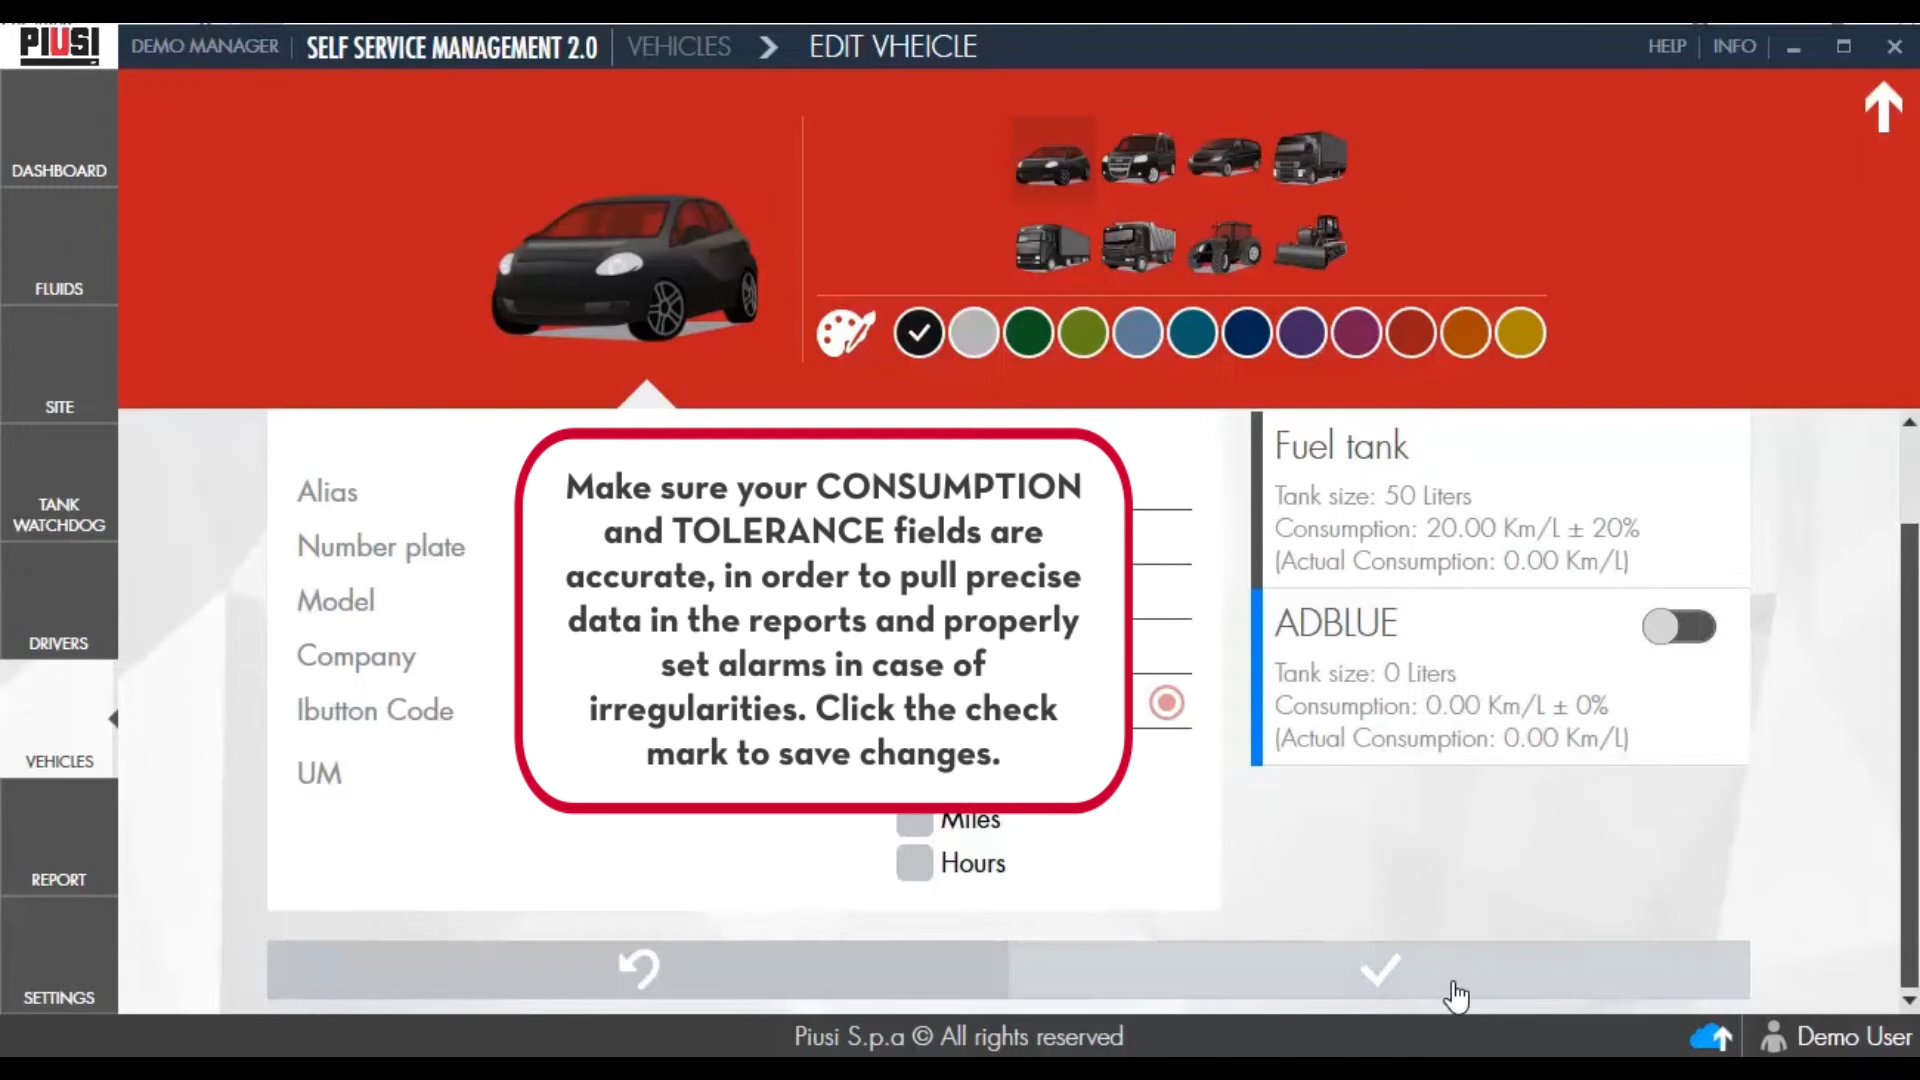 PIUSI
DEMO MANAGER
SELF SERVICE MANAGEMENT 2.0
VEHICLES
EDIT VHEICLE
HELP
INFO
DASHBOARD
FLUIDS
SITE
TANK
WATCHDOG
DRIVERS
VEHICLES
REPORT
SETTINGS
Alias
Number plate
Model
Company
Ibutton Code
UM
Make sure your CONSUMPTION
and TOLERANCE fields are
accurate, in order to pull precise
data in the reports and properly
set alarms in case of
irregularities. Click the check
mark to save changes.
Miles
Hours
Fuel tank
Tank size: 50 Liters
Consumption: 20.00 Km/L ± 20%
(Actual Consumption: 0.00 Km/L)
ADBLUE
Tank size: 0 Liters
Consumption: 0.00 Km/L ± 0%
(Actual Consumption: 0.00 Km/L)
Piusi S.p.a © All rights reserved
Demo User